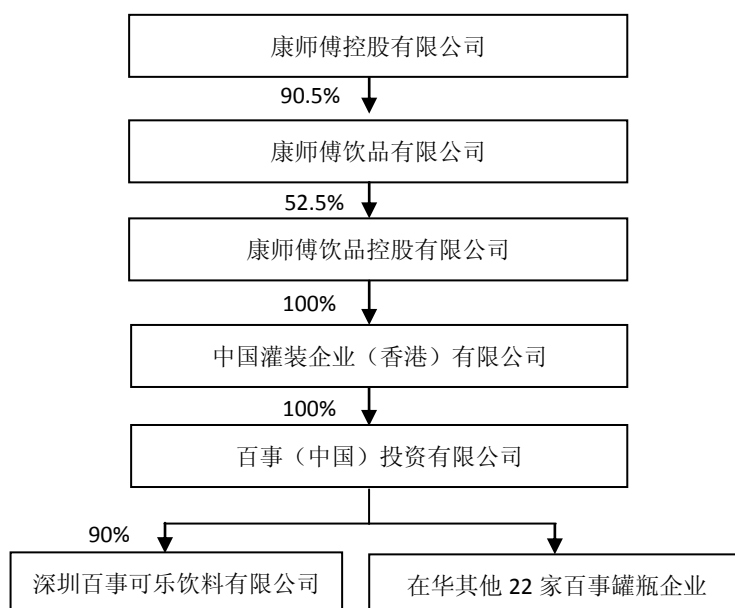 康师傅控股有限公司
90.5%
康师傅饮品有限公司
52.5%
康师傅饮品控股有限公司
100%
中国灌装企业（香港）有限公司
100%
百事（中国）投资有限公司
90%
深圳百事可乐饮料有限公司
在华其他 22 家百事罐瓶企业